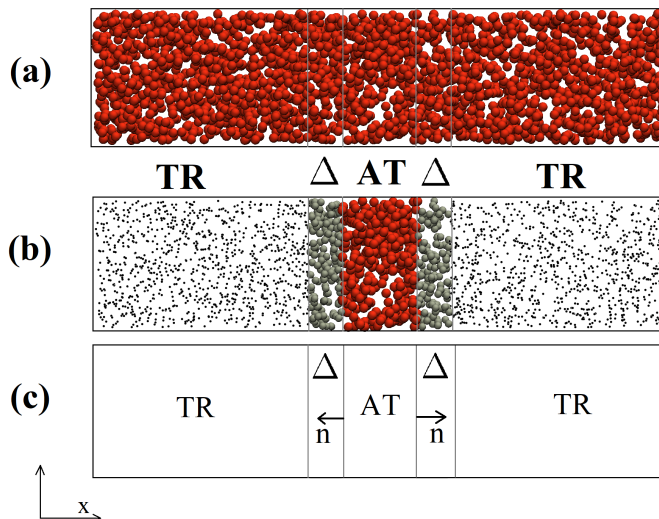 (a)
TR Δ AT Δ TR
(b)
(c)
Δ Δ
TR AT TR
n n
x